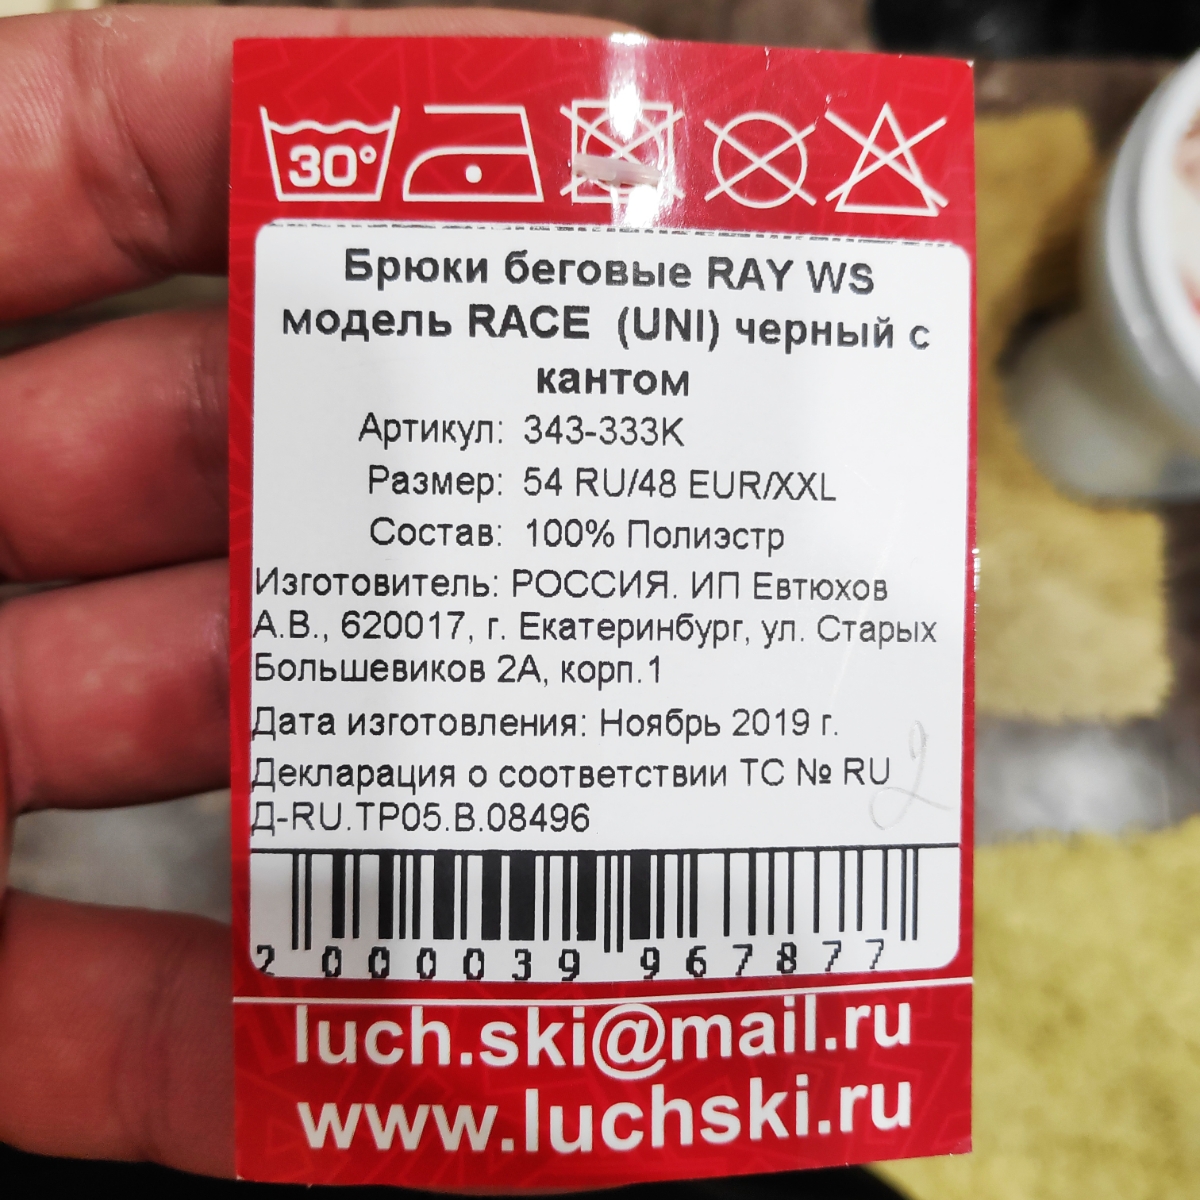 30°
Брюки беговые RAY WS
модель RACE (UNI) черный с
кантом
Артикул: 343-333K
Размер: 54 RU/48 EUR/XXL
Состав: 100% Полиэстр
Изготовитель: РОССИЯ. ИП Евтюхов
А.В., 620017, г. Екатеринбург, ул. Старых
Большевиков 2А, корп.1
Дата изготовления: Ноябрь 2019 г.
Декларация о соответствии ТС № RU
Д-RU.ТР05.В.08496
2
2 000039 967877
luch.ski@mail.ru
www.luchski.ru